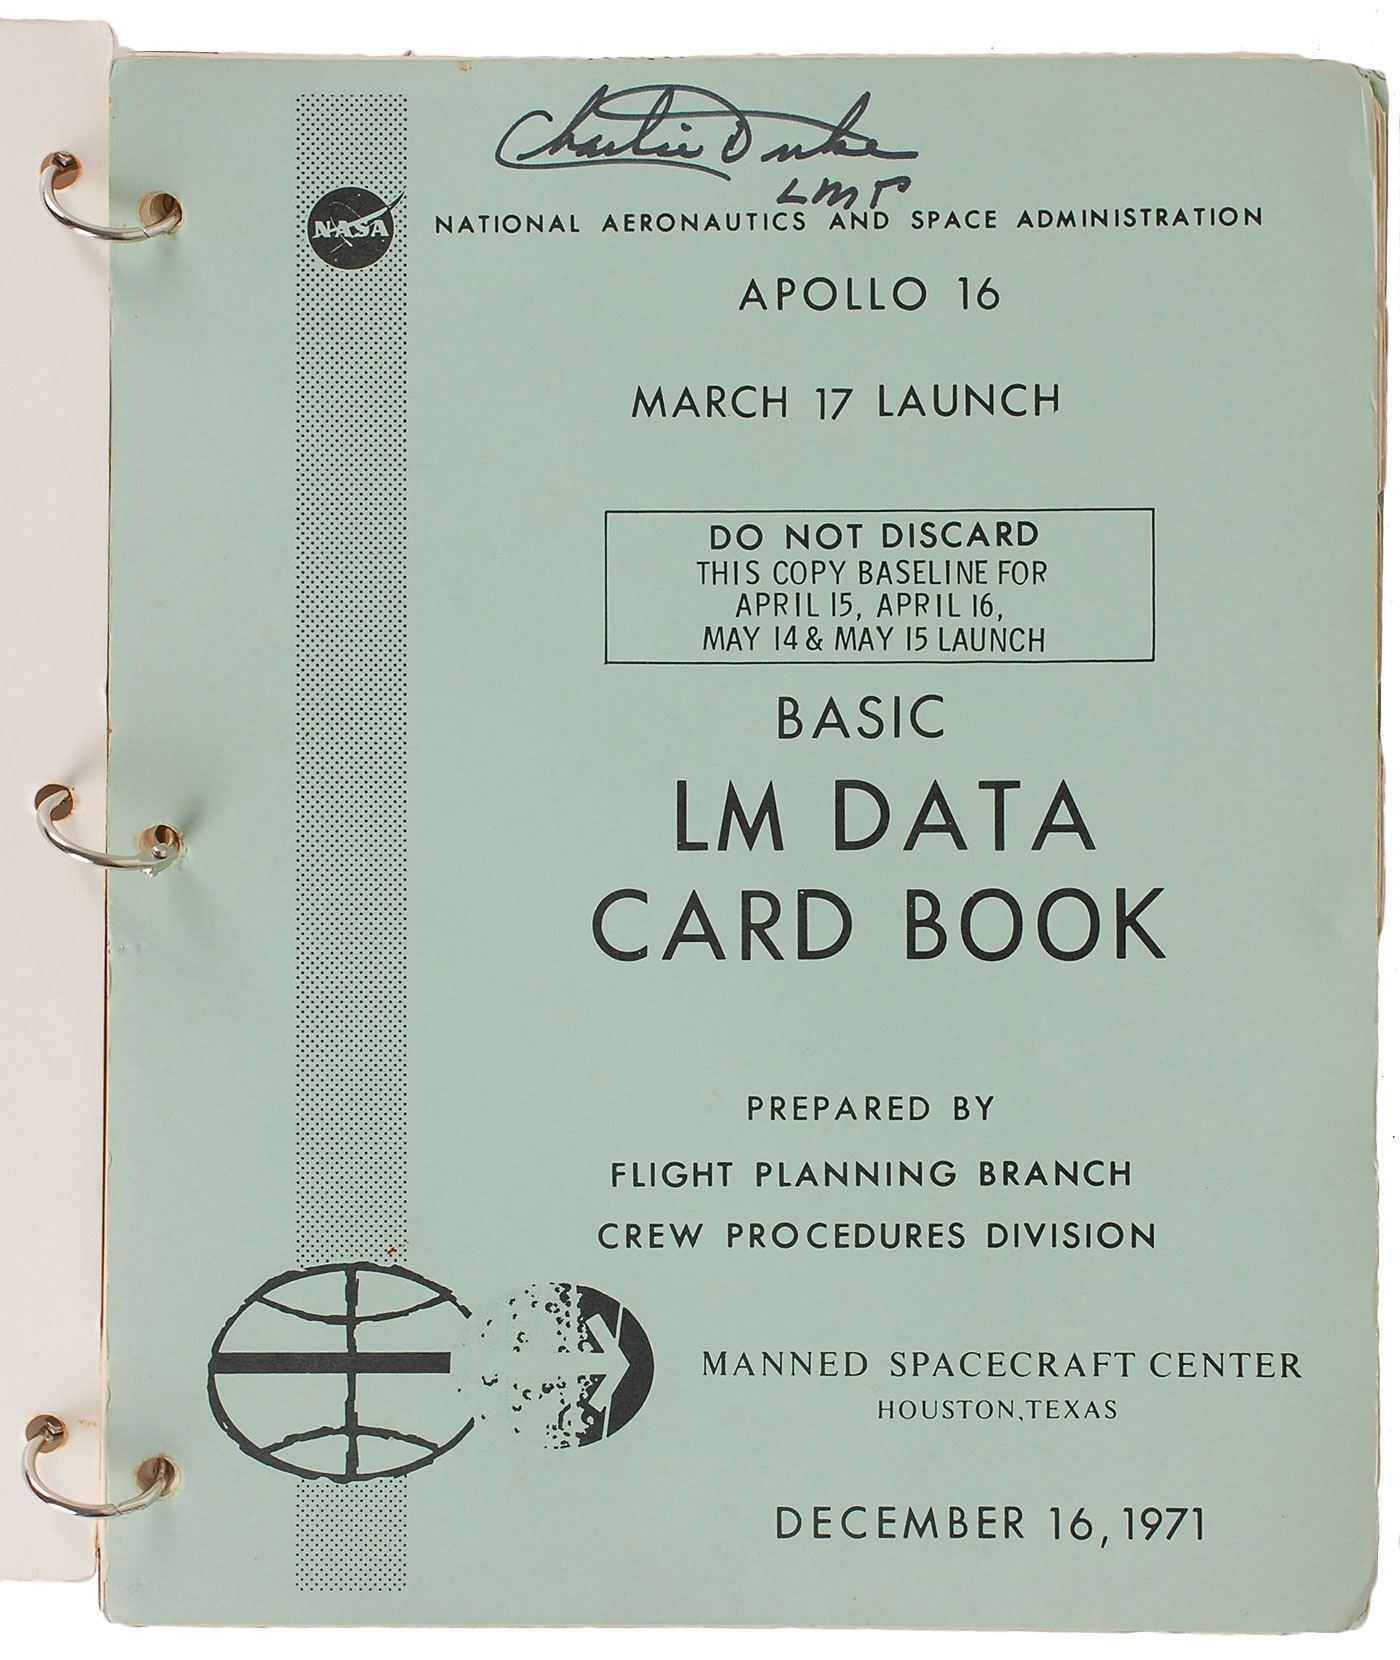 Charlie Duke
LMP
NASA
NATIONAL AERONAUTICS AND SPACE ADMINISTRATION
APOLLO 16
MARCH 17 LAUNCH
DO NOT DISCARD
THIS COPY BASELINE FOR
APRIL 15, APRIL 16,
MAY 14 & MAY 15 LAUNCH
BASIC
LM DATA
CARD BOOK
PREPARED BY
FLIGHT PLANNING BRANCH
CREW PROCEDURES DIVISION
MANNED SPACECRAFT CENTER
HOUSTON, TEXAS
DECEMBER 16, 1971